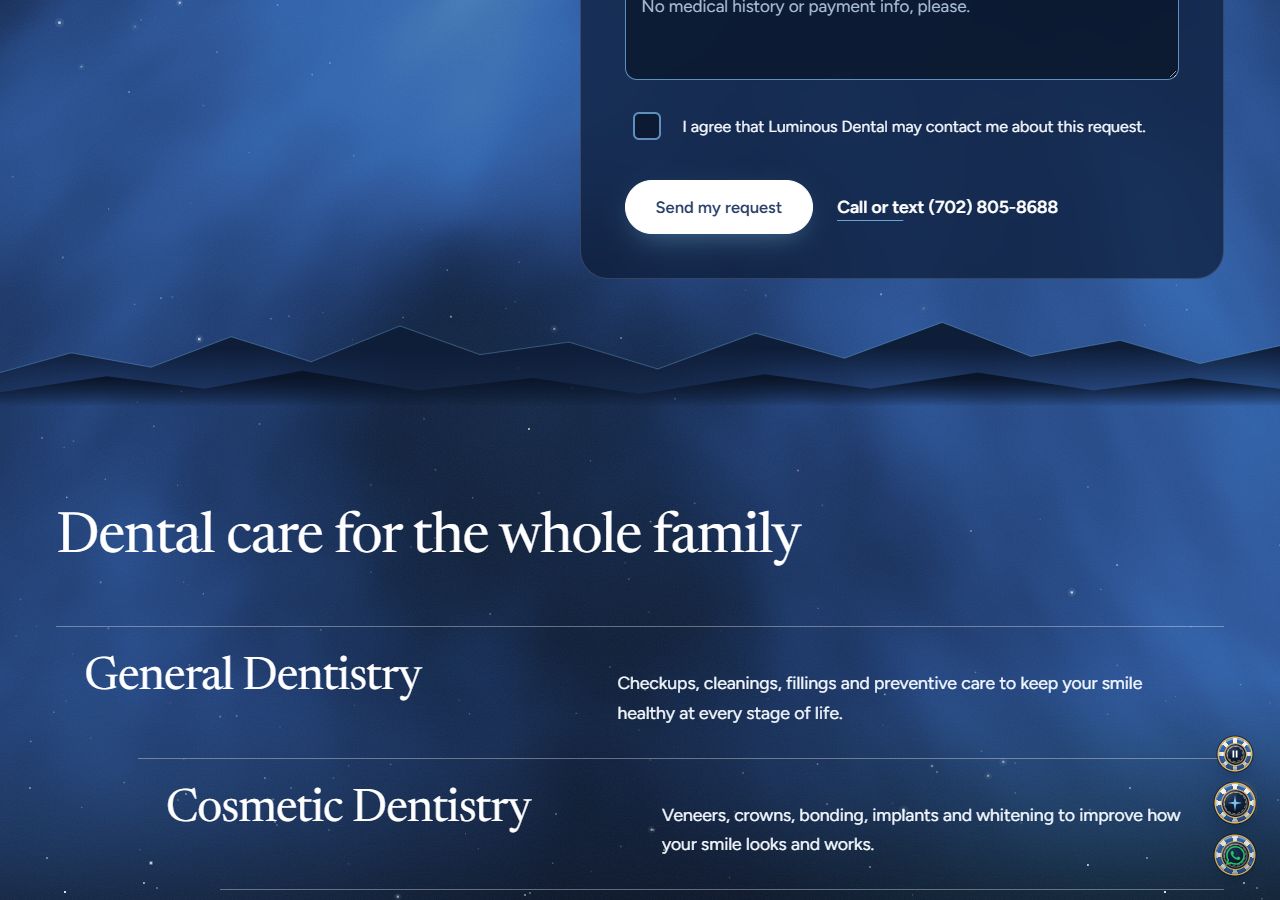 No medical history or payment info, please.
I agree that Luminous Dental may contact me about this request.
Send my request
Call or text (702) 805-8688
Dental care for the whole family
General Dentistry
Checkups, cleanings, fillings and preventive care to keep your smile
healthy at every stage of life.
Cosmetic Dentistry
Veneers, crowns, bonding, implants and whitening to improve how
your smile looks and works.